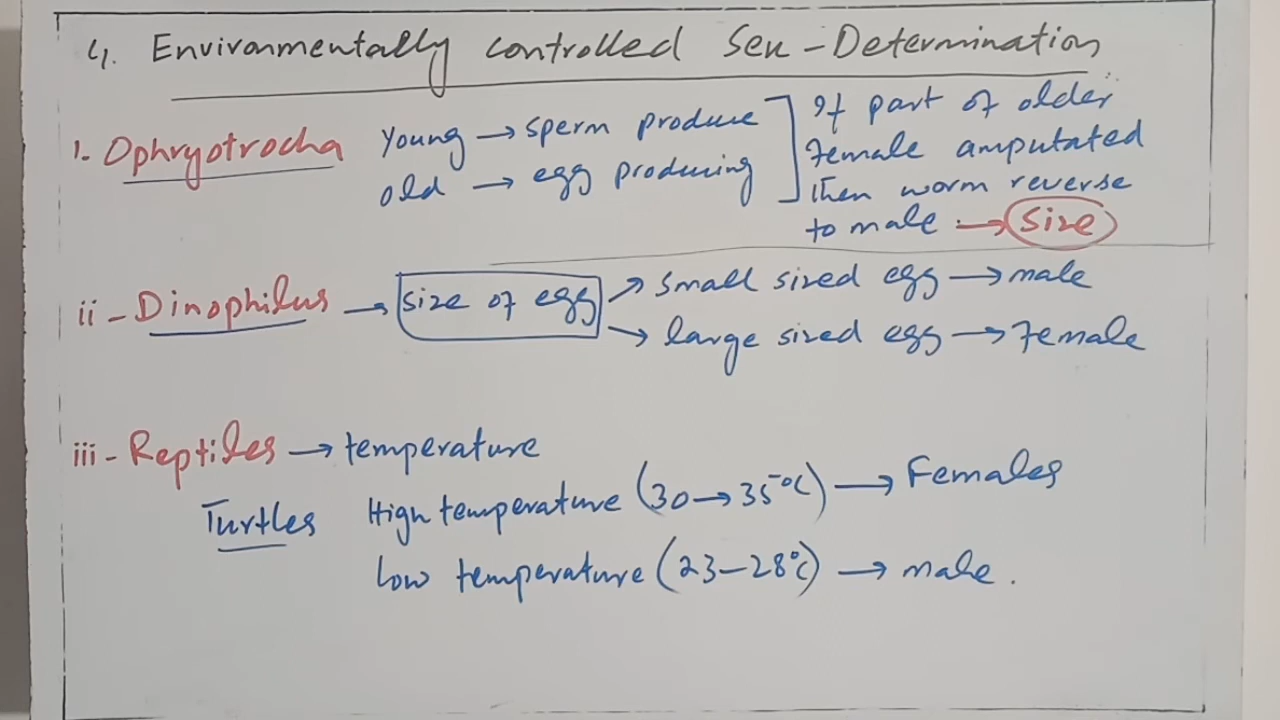 4. Environmentally controlled Sex-Determination
1. Ophryotrocha young → sperm produce
old → egg producing
If part of older
Female amputated
then worm reverse
to male → size
ii - Dinophilus → size of egg → small sized egg → male
→ large sized egg → Female
iii - Reptiles → temperature
Turtles High temperature (30 → 35°C) → Females
low temperature (23–28°C) → male.